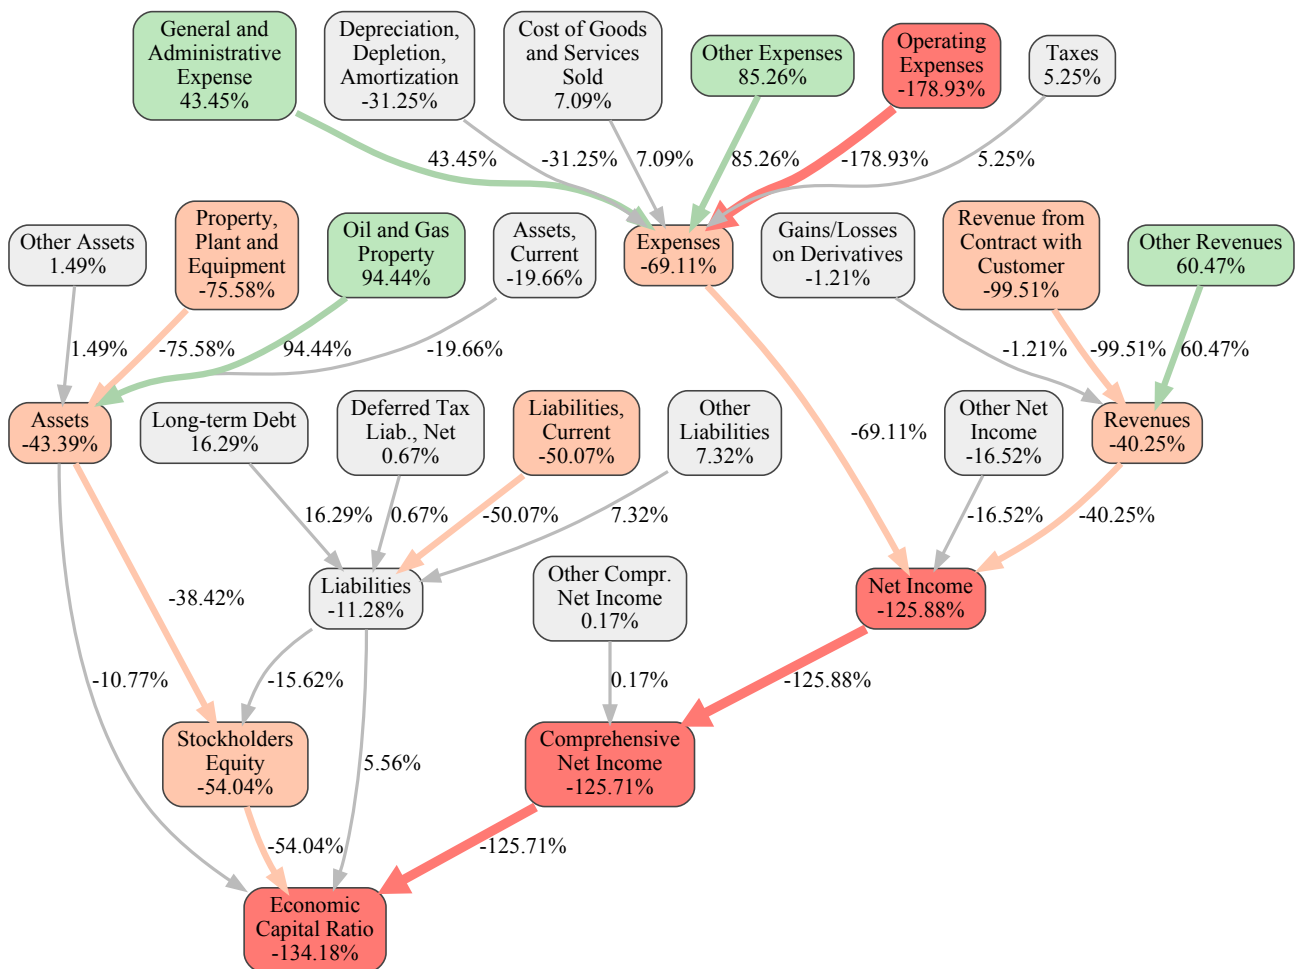 General and
Administrative
Expense
43.45%
Depreciation,
Depletion,
Amortization
-31.25%
Cost of Goods
and Services
Sold
7.09%
Other Expenses
85.26%
Operating
Expenses
-178.93%
Taxes
5.25%
43.45%
-31.25%
7.09%
85.26%
-178.93%
5.25%
Other Assets
1.49%
Property,
Plant and
Equipment
-75.58%
Oil and Gas
Property
94.44%
Assets,
Current
-19.66%
Expenses
-69.11%
Gains/Losses
on Derivatives
-1.21%
Revenue from
Contract with
Customer
-99.51%
Other Revenues
60.47%
1.49%
-75.58%
94.44%
-19.66%
-1.21%
-99.51%
60.47%
Assets
-43.39%
Long-term Debt
16.29%
Deferred Tax
Liab., Net
0.67%
Liabilities,
Current
-50.07%
Other
Liabilities
7.32%
-69.11%
Other Net
Income
-16.52%
Revenues
-40.25%
16.29%
0.67%
-50.07%
7.32%
-16.52%
-40.25%
-38.42%
Liabilities
-11.28%
Other Compr.
Net Income
0.17%
Net Income
-125.88%
-10.77%
-15.62%
0.17%
-125.88%
Stockholders
Equity
-54.04%
5.56%
Comprehensive
Net Income
-125.71%
-54.04%
-125.71%
Economic
Capital Ratio
-134.18%